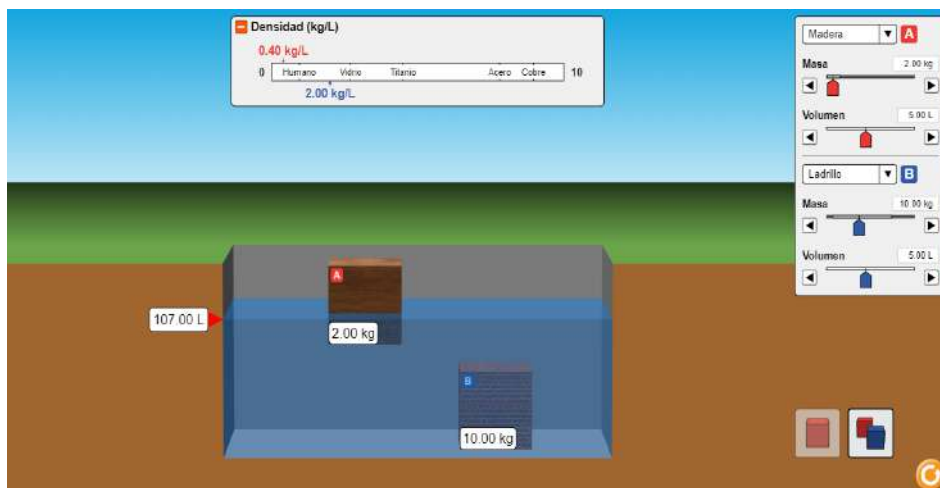 Densidad (kg/L)
0.40 kg/L
0 Humano Vidrio Titanio Acero Cobre 10
2.00 kg/L
Madera A
Masa 2.00 kg
Volumen 5.00 L
Ladrillo B
Masa 10.00 kg
Volumen 5.00 L
A
107.00 L
2.00 kg
B
10.00 kg